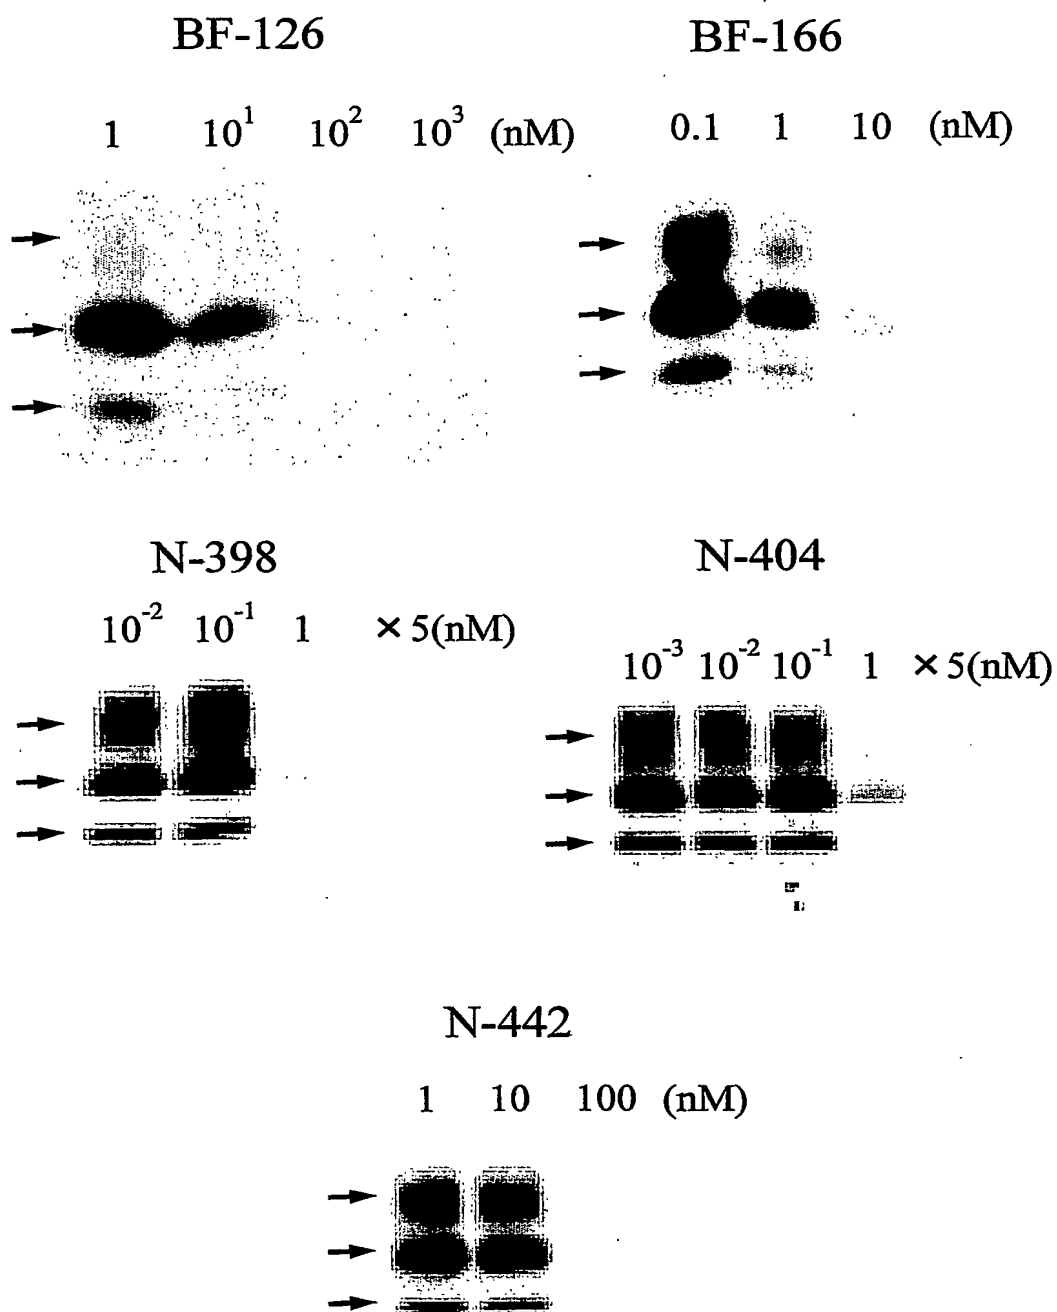 BF-126
1 10¹ 10² 10³ (nM)
BF-166
0.1 1 10 (nM)
N-398
10⁻² 10⁻¹ 1 ×5(nM)
N-404
10⁻³ 10⁻² 10⁻¹ 1 ×5(nM)
N-442
1 10 100 (nM)